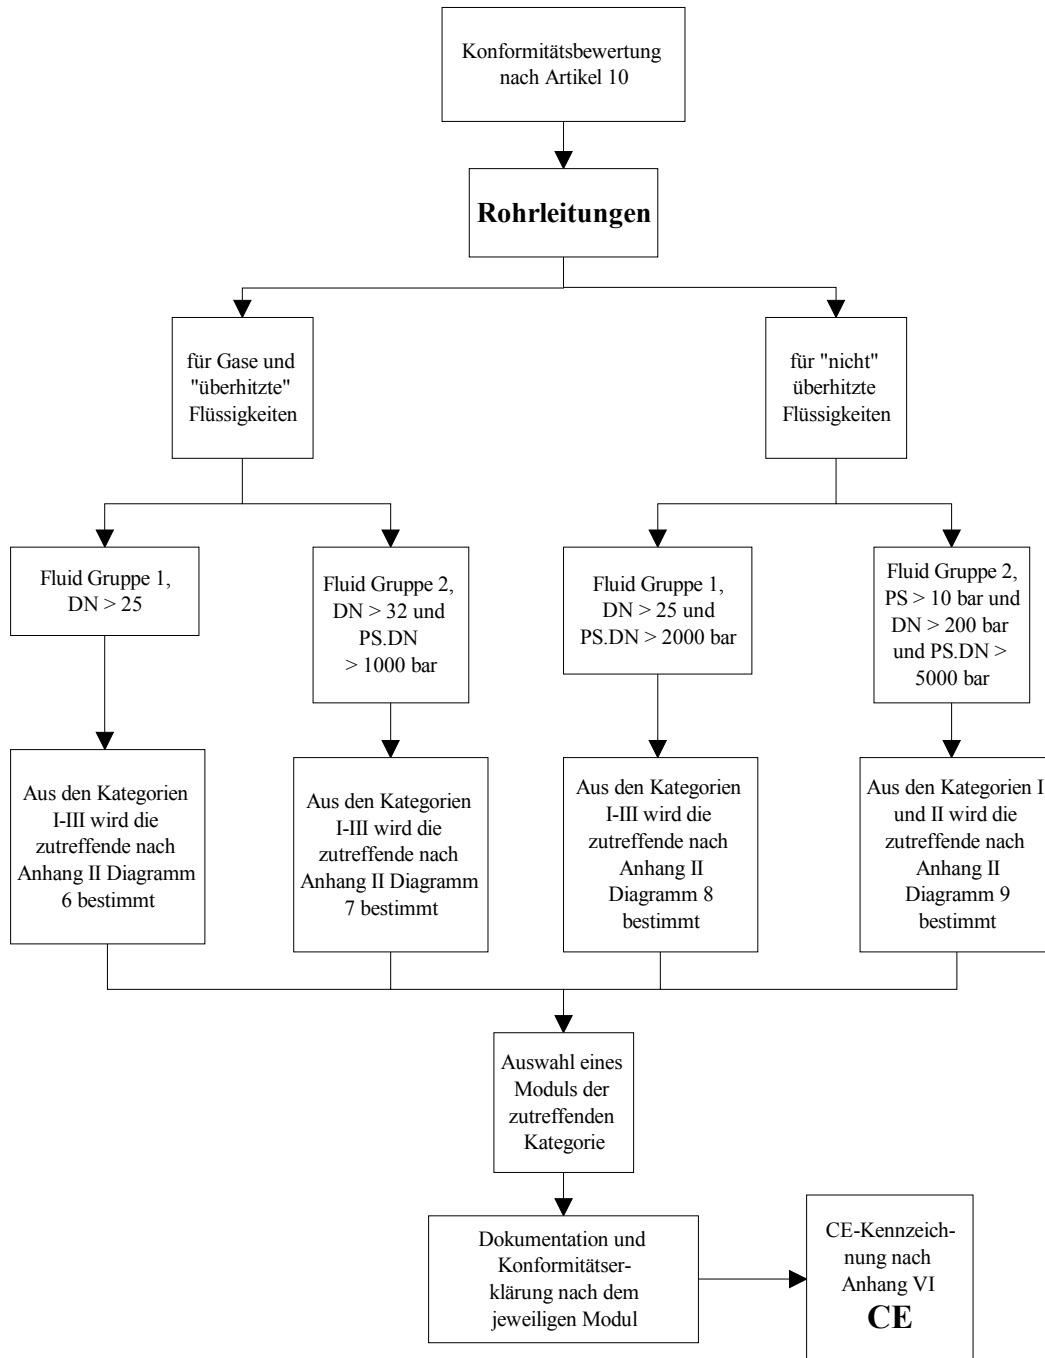 Konformitätsbewertung
nach Artikel 10
Rohrleitungen
für Gase und
"überhitzte"
Flüssigkeiten
für "nicht"
überhitzte
Flüssigkeiten
Fluid Gruppe 1,
DN > 25
Fluid Gruppe 2,
DN > 32 und
PS.DN
> 1000 bar
Fluid Gruppe 1,
DN > 25 und
PS.DN > 2000 bar
Fluid Gruppe 2,
PS > 10 bar und
DN > 200 bar
und PS.DN >
5000 bar
Aus den Kategorien
I-III wird die
zutreffende nach
Anhang II Diagramm
6 bestimmt
Aus den Kategorien
I-III wird die
zutreffende nach
Anhang II Diagramm
7 bestimmt
Aus den Kategorien
I-III wird die
zutreffende nach
Anhang II
Diagramm 8
bestimmt
Aus den Kategorien I
und II wird die
zutreffende nach
Anhang II
Diagramm 9
bestimmt
Auswahl eines
Moduls der
zutreffenden
Kategorie
Dokumentation und
Konformitätser-
klärung nach dem
jeweiligen Modul
CE-Kennzeich-
nung nach
Anhang VI
CE